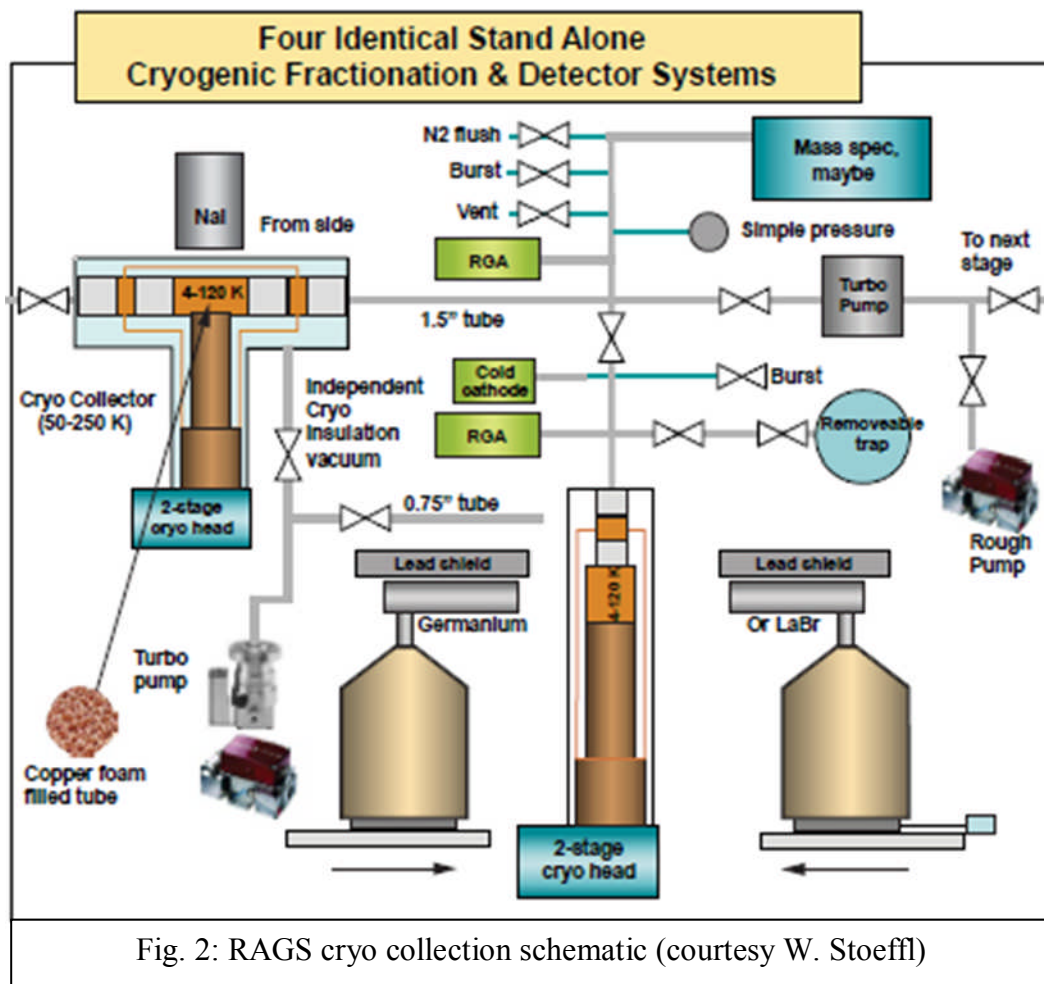 Four Identical Stand Alone
Cryogenic Fractionation & Detector Systems
N2 flush
Burst
Vent
Mass spec,
maybe
NaI
From side
Simple pressure
RGA
To next
stage
4-120 K
Turbo
Pump
1.5" tube
Cryo Collector
(50-250 K)
Independent
Cryo
Insulation
vacuum
Cold
cathode
Burst
RGA
Removeable
trap
2-stage
cryo head
0.75" tube
Rough
Pump
Lead shield
Lead shield
4-120 K
Germanium
Or LaBr
Turbo
pump
Copper foam
filled tube
2-stage
cryo head
Fig. 2: RAGS cryo collection schematic (courtesy W. Stoeffl)